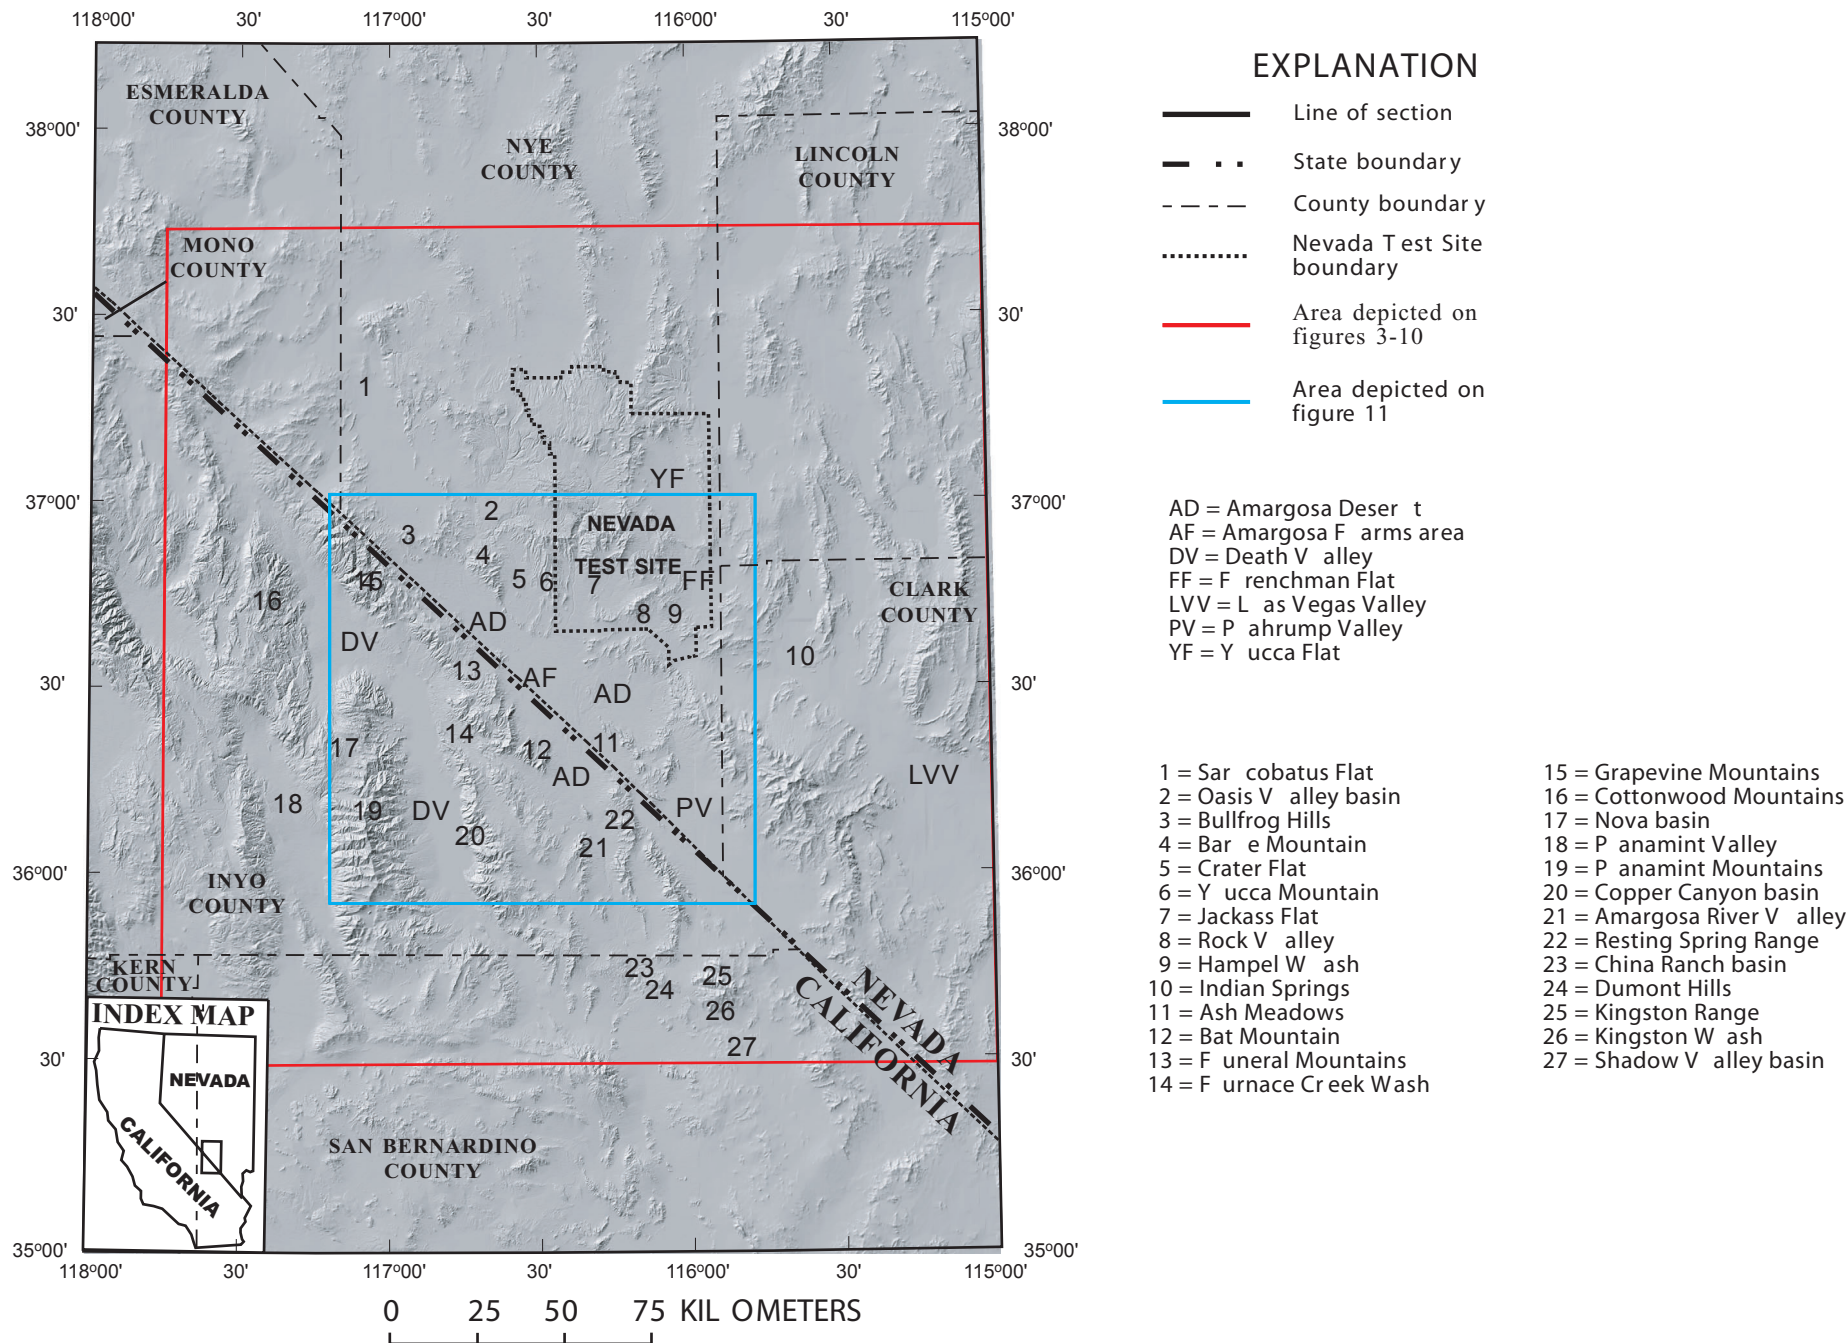 118°00'
30'
117°00'
30'
116°00'
30'
115°00'
ESMERALDA
COUNTY
NYE
COUNTY
LINCOLN
COUNTY
38°00'
38°00'
MONO
COUNTY
30'
30'
1
YF
37°00'
37°00'
2
3
NEVADA
TEST SITE
4
5
6
7
FF
15
16
8
9
CLARK
COUNTY
AD
DV
10
13
AF
AD
30'
30'
14
17
12
11
AD
LVV
18
19
DV
20
22
PV
21
36°00'
36°00'
INYO
COUNTY
KERN
COUNTY
23
24
25
26
27
NEVADA
CALIFORNIA
INDEX MAP
NEVADA
CALIFORNIA
30'
30'
SAN BERNARDINO
COUNTY
35°00'
35°00'
118°00'
30'
117°00'
30'
116°00'
30'
115°00'
0 25 50 75 KIL OMETERS
EXPLANATION
Line of section
State boundary
County boundar y
Nevada T est Site
boundary
Area depicted on
figures 3-10
Area depicted on
figure 11
AD = Amargosa Deser t
AF = Amargosa F arms area
DV = Death V alley
FF = F renchman Flat
LVV = L as Vegas Valley
PV = P ahrump Valley
YF = Y ucca Flat
1 = Sar cobatus Flat
2 = Oasis V alley basin
3 = Bullfrog Hills
4 = Bar e Mountain
5 = Crater Flat
6 = Y ucca Mountain
7 = Jackass Flat
8 = Rock V alley
9 = Hampel W ash
10 = Indian Springs
11 = Ash Meadows
12 = Bat Mountain
13 = F uneral Mountains
14 = F urnace Cr eek Wash
15 = Grapevine Mountains
16 = Cottonwood Mountains
17 = Nova basin
18 = P anamint Valley
19 = P anamint Mountains
20 = Copper Canyon basin
21 = Amargosa River V alley
22 = Resting Spring Range
23 = China Ranch basin
24 = Dumont Hills
25 = Kingston Range
26 = Kingston W ash
27 = Shadow V alley basin